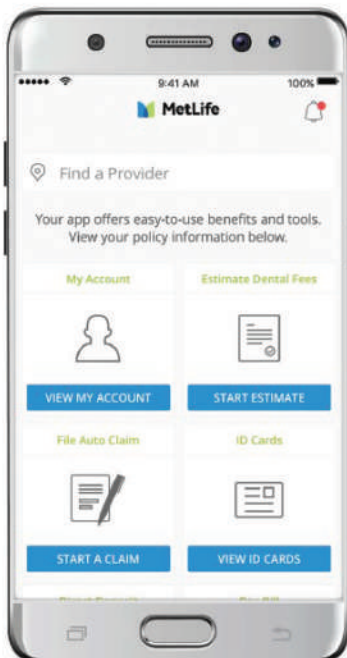 9:41 AM 100%
MetLife
Find a Provider
Your app offers easy-to-use benefits and tools.
View your policy information below.
My Account Estimate Dental Fees
VIEW MY ACCOUNT START ESTIMATE
File Auto Claim ID Cards
START A CLAIM VIEW ID CARDS